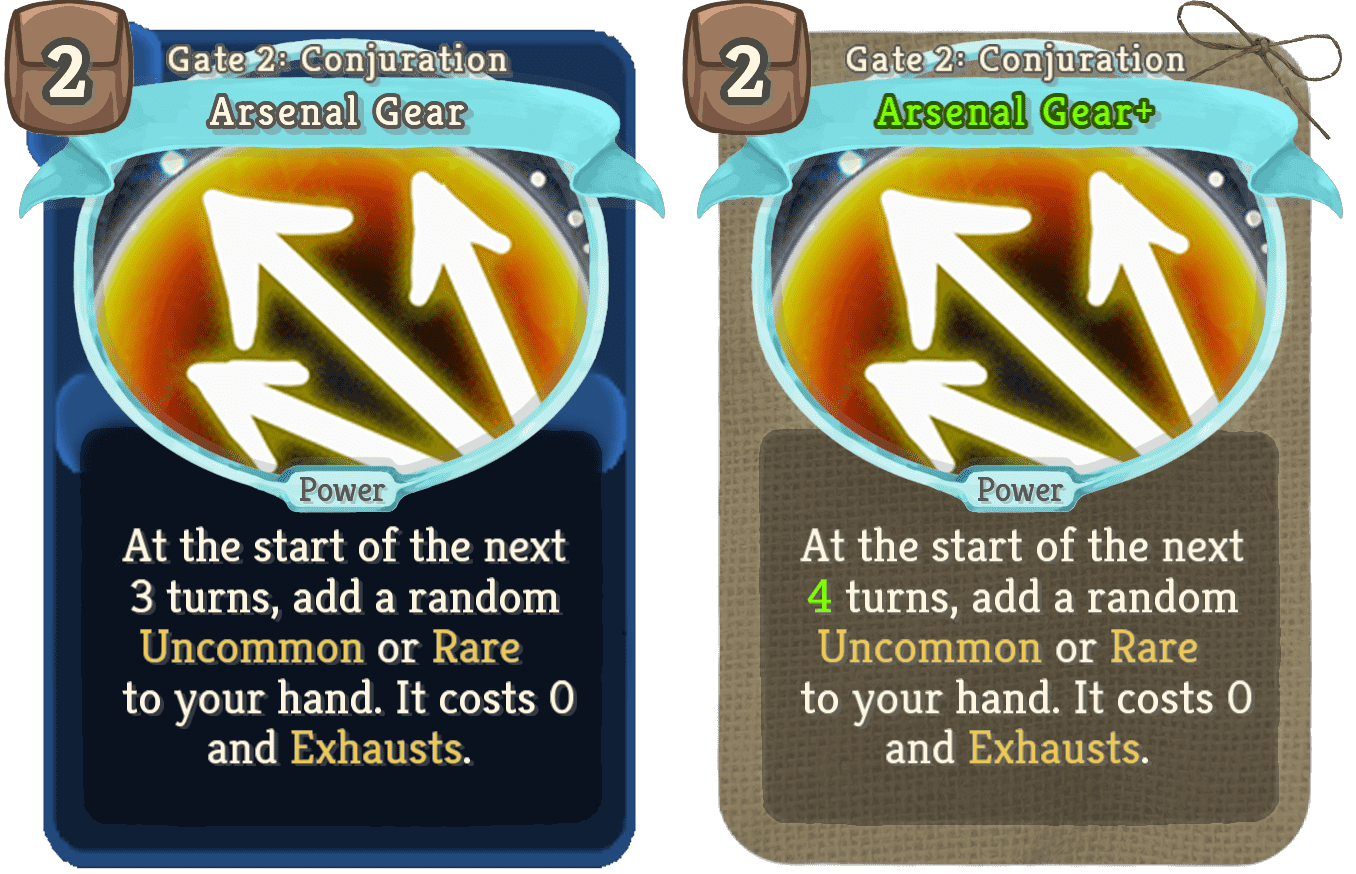 2
Gate 2: Conjuration
Arsenal Gear
Power
At the start of the next
3 turns, add a random
Uncommon or Rare
to your hand. It costs 0
and Exhausts.
2
Gate 2: Conjuration
Arsenal Gear+
Power
At the start of the next
4 turns, add a random
Uncommon or Rare
to your hand. It costs 0
and Exhausts.